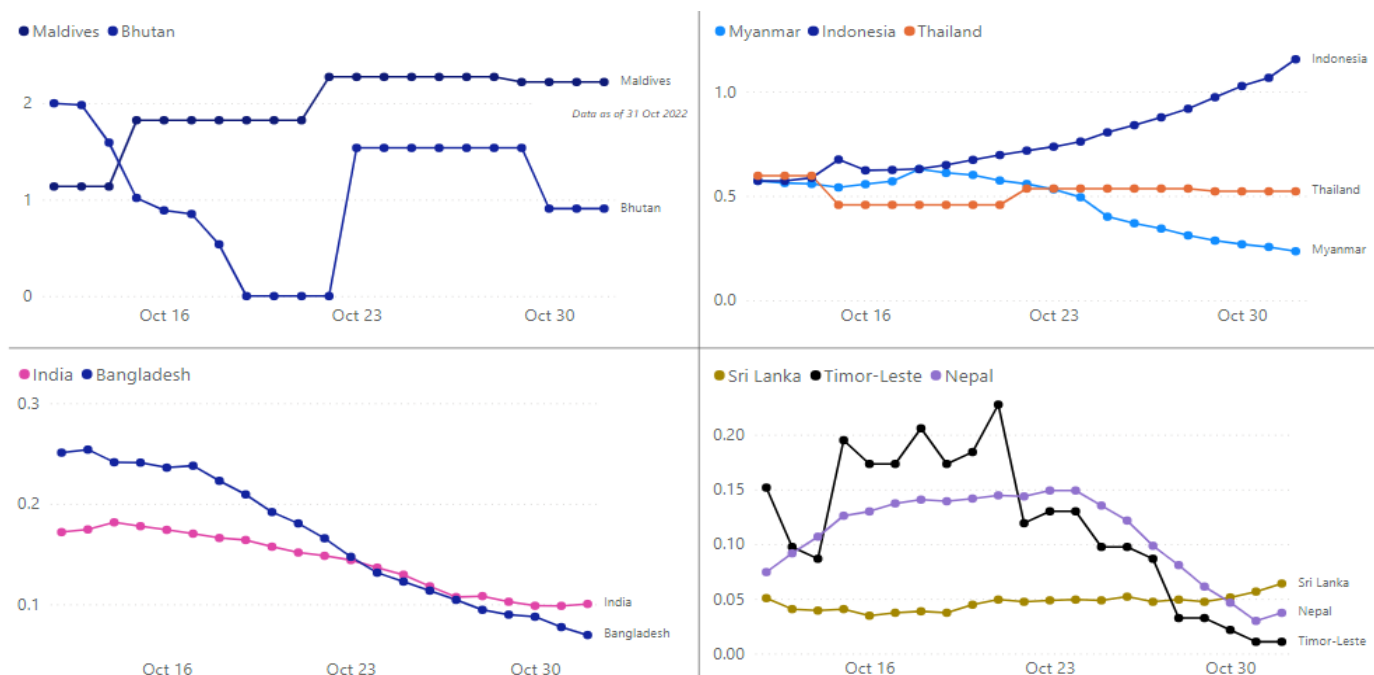 Maldives Bhutan
2
1
0
Maldives
Data as of 31 Oct 2022
Bhutan
Oct 16 Oct 23 Oct 30
Myanmar Indonesia Thailand
1.0
0.5
0.0
Indonesia
Thailand
Myanmar
Oct 16 Oct 23 Oct 30
India Bangladesh
0.3
0.2
0.1
India
Bangladesh
Oct 16 Oct 23 Oct 30
Sri Lanka Timor-Leste Nepal
0.20
0.15
0.10
0.05
0.00
Sri Lanka
Nepal
Timor-Leste
Oct 16 Oct 23 Oct 30